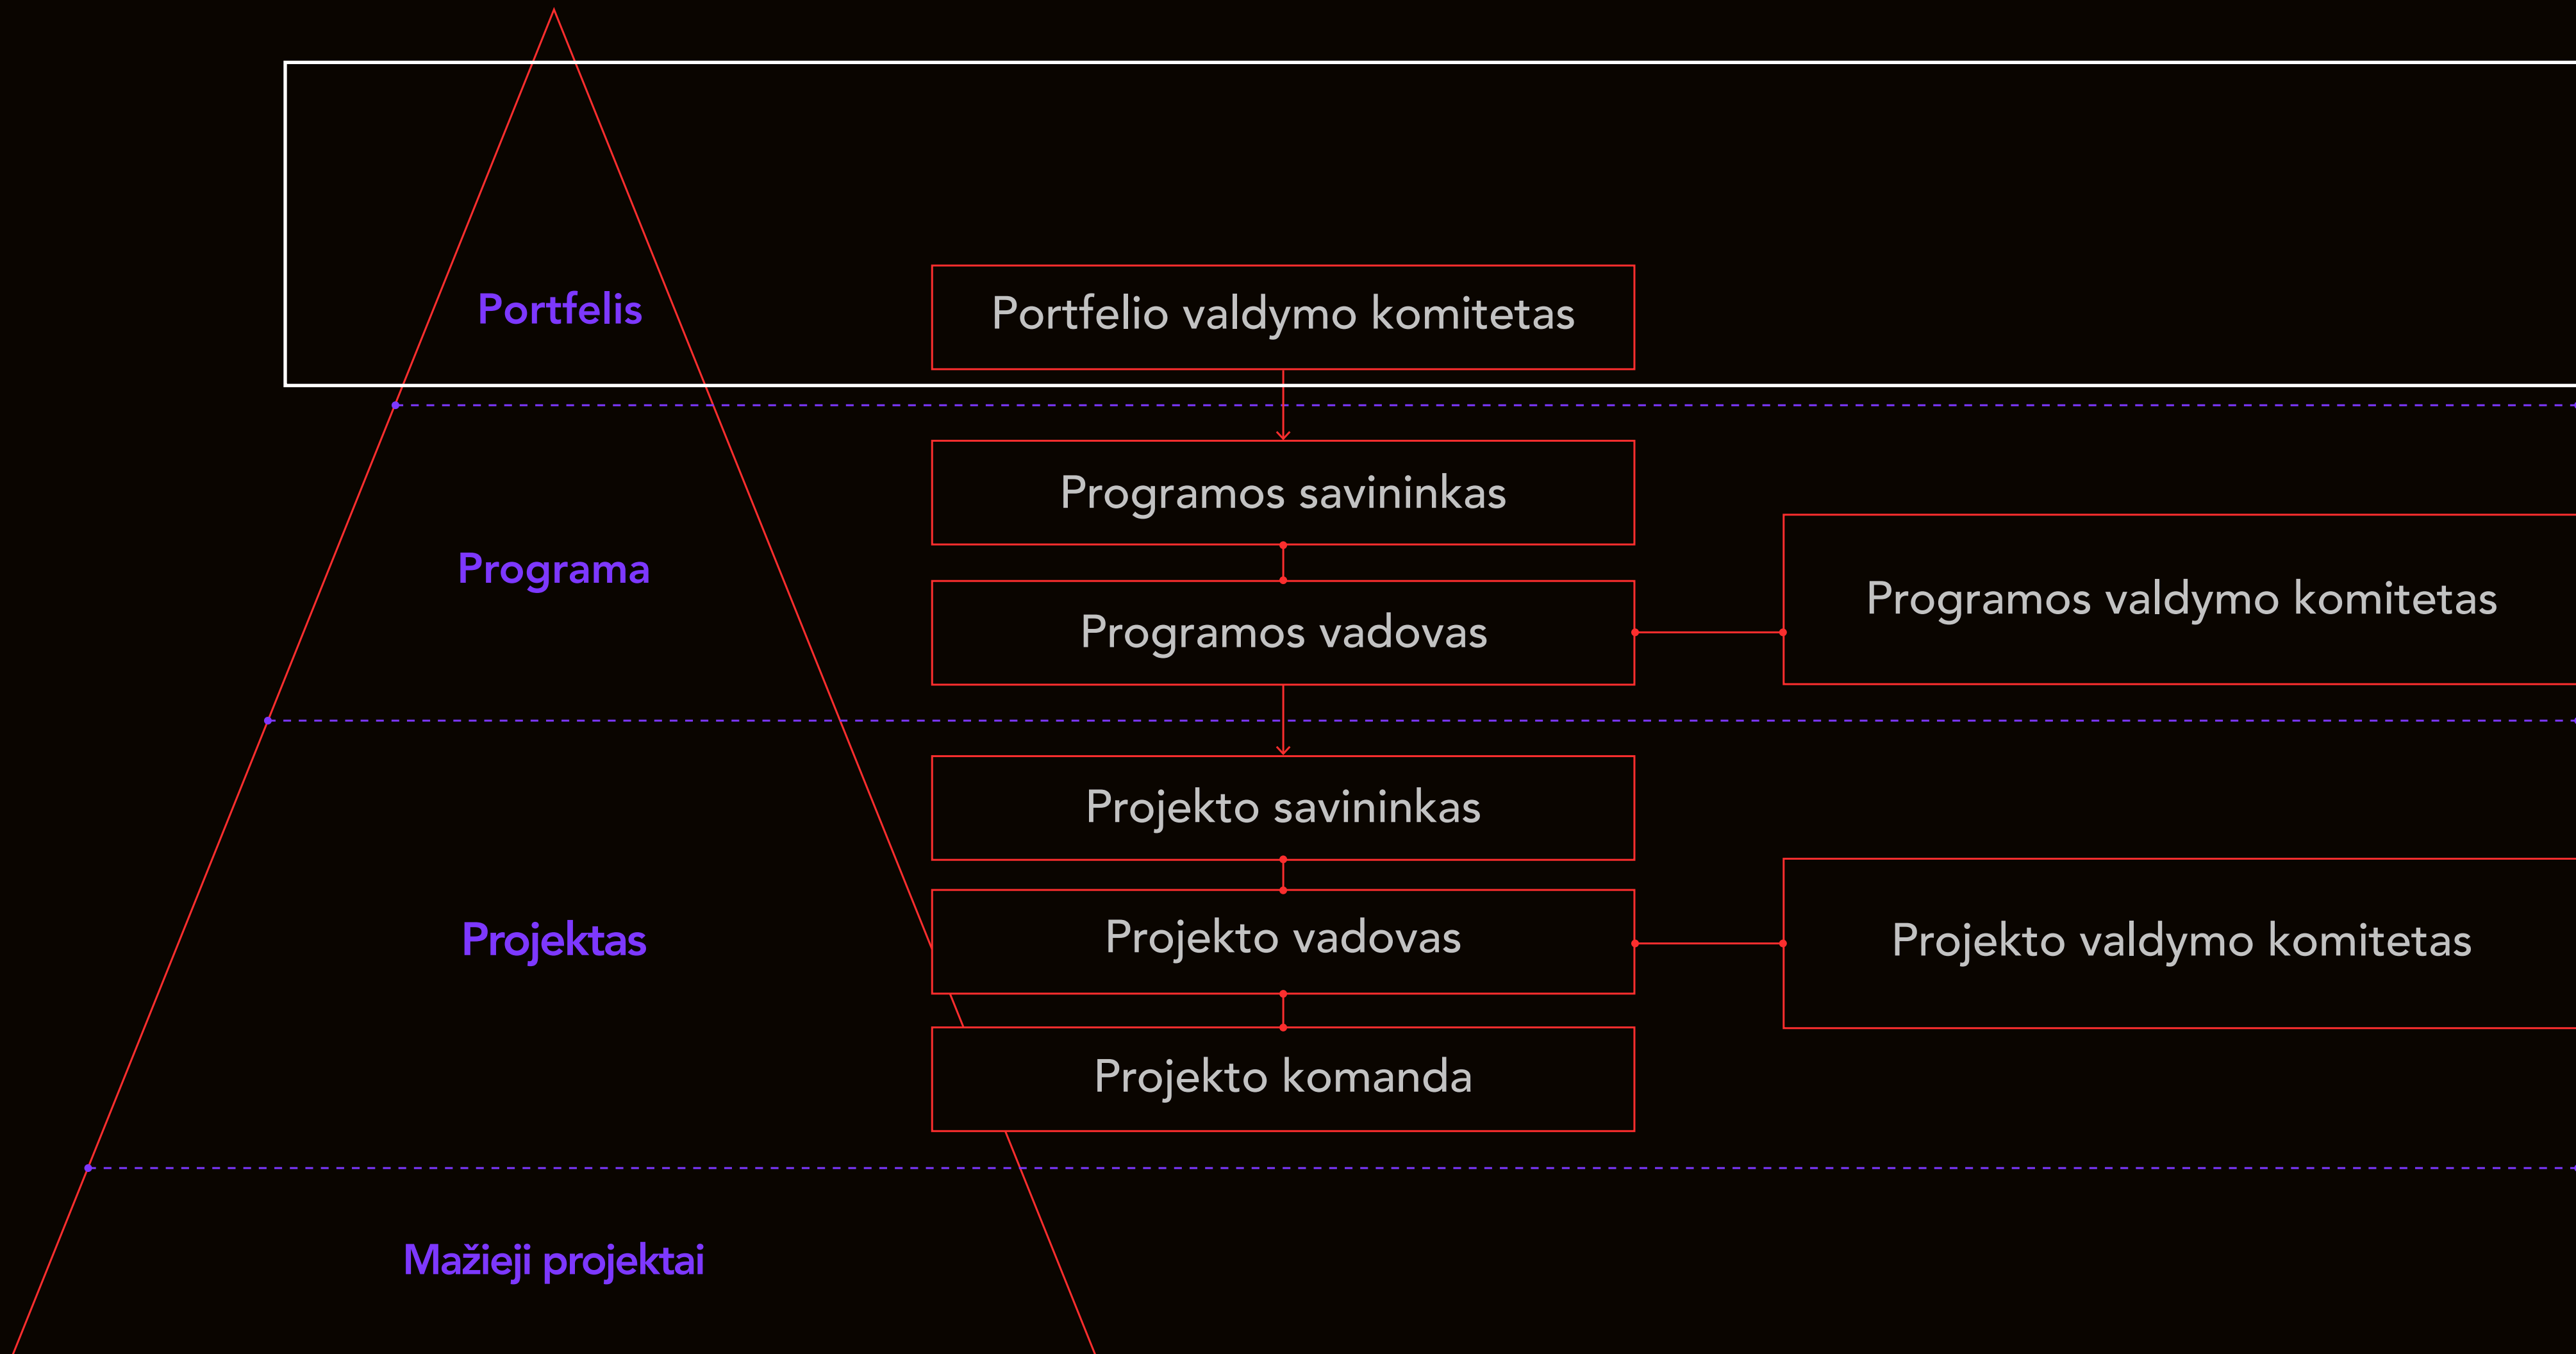 Portfelis
Portfelio valdymo komitetas
Programos savininkas
Programa
Programos vadovas
Programos valdymo komitetas
Projekto savininkas
Projektas
Projekto vadovas
Projekto valdymo komitetas
Projekto komanda
Mažieji projektai